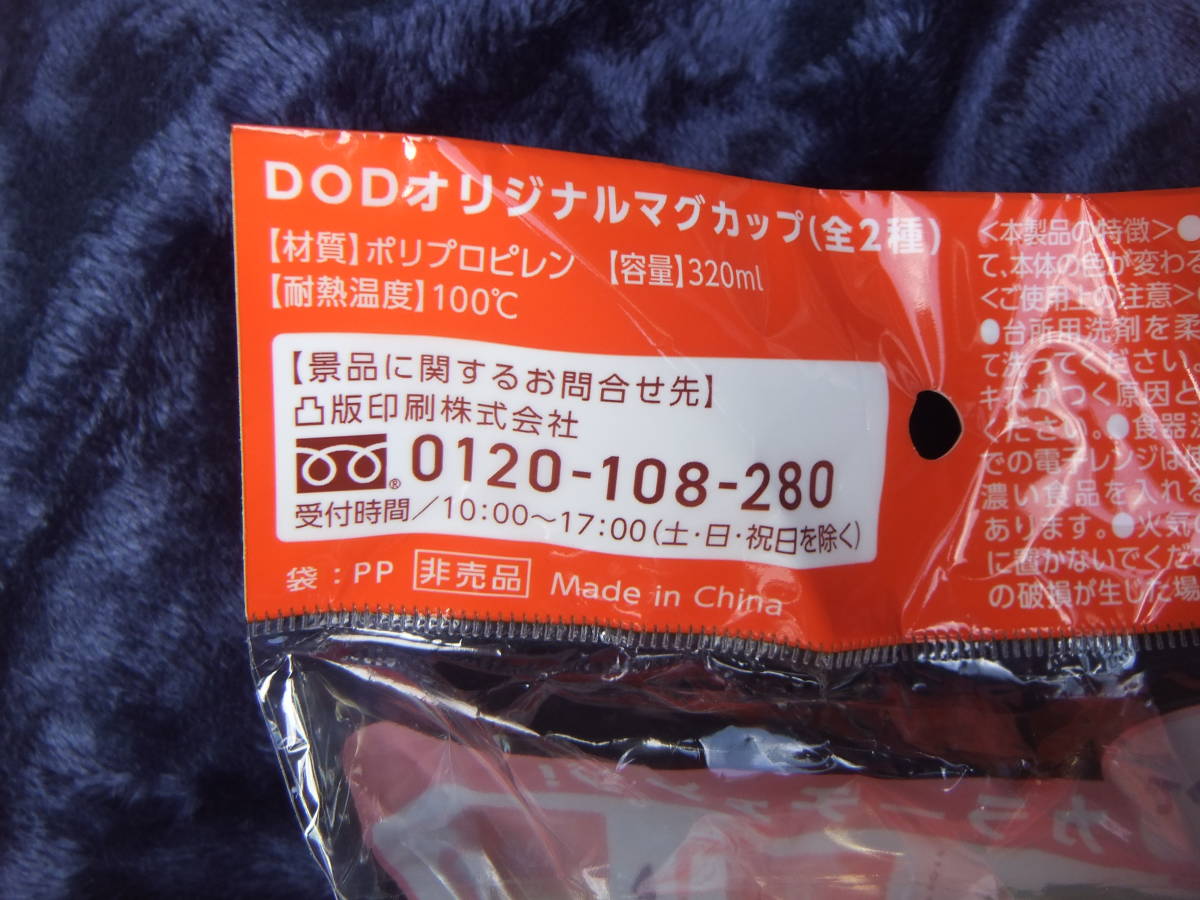 DODオリジナルマグカップ(全2種)
【材質】ポリプロピレン 【容量】320ml
【耐熱温度】100℃
【景品に関するお問合せ先】
凸版印刷株式会社
0120-108-280
受付時間/10:00～17:00(土・日・祝日を除く)
袋:PP 非売品 Made in China
<本製品の特徴>●
て、本体の色が変わる
<ご使用上の注意>
●台所用洗剤を柔
て洗ってください
キズがつく原因と
ください。●食器洗
での電子レンジは
濃い食品を入れ
あります。●火気
に置かないでくだ
の破損が生じた場
カラーチェンジ!